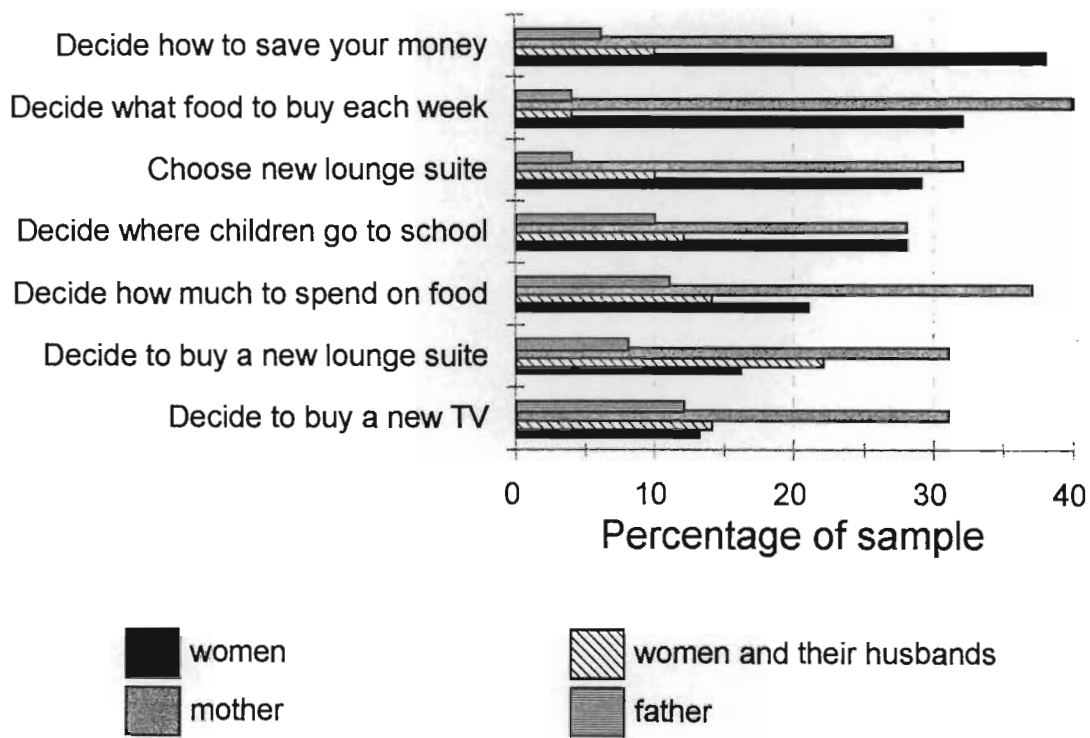 Decide how to save your money
Decide what food to buy each week
Choose new lounge suite
Decide where children go to school
Decide how much to spend on food
Decide to buy a new lounge suite
Decide to buy a new TV
0 10 20 30 40
Percentage of sample
women
women and their husbands
mother
father